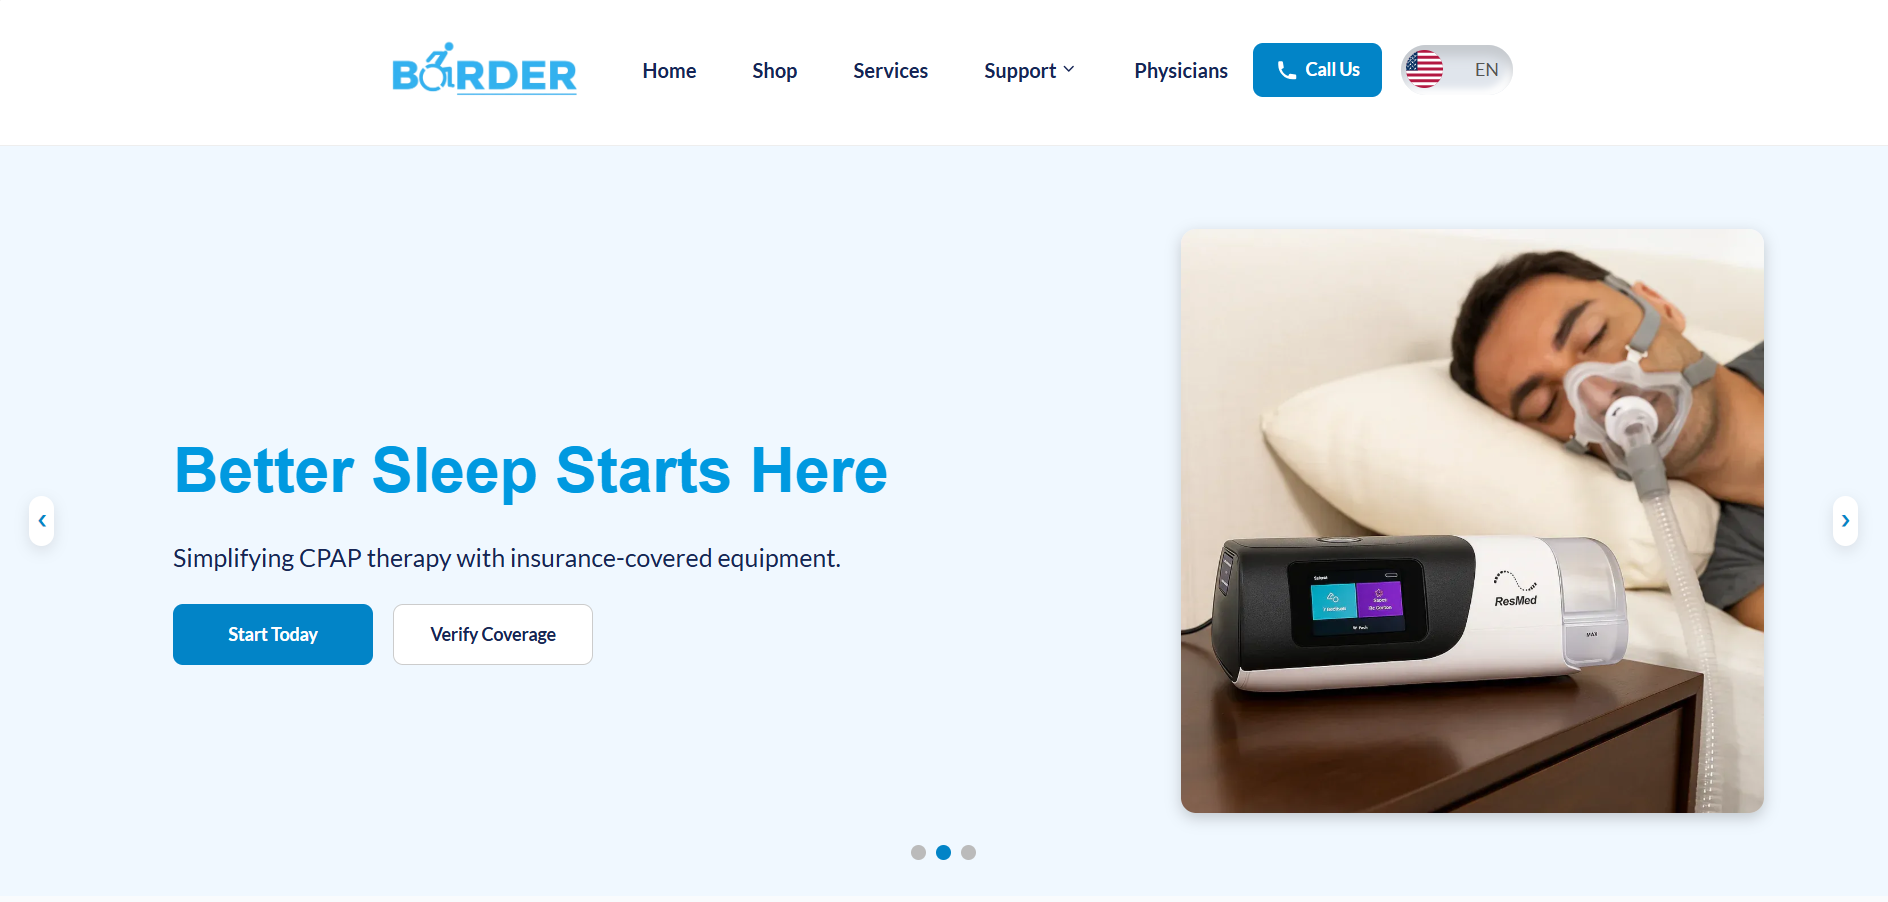 BORDER
Home
Shop
Services
Support
Physicians
Call Us
EN
Better Sleep Starts Here
Simplifying CPAP therapy with insurance-covered equipment.
Start Today
Verify Coverage
ResMed
MAX